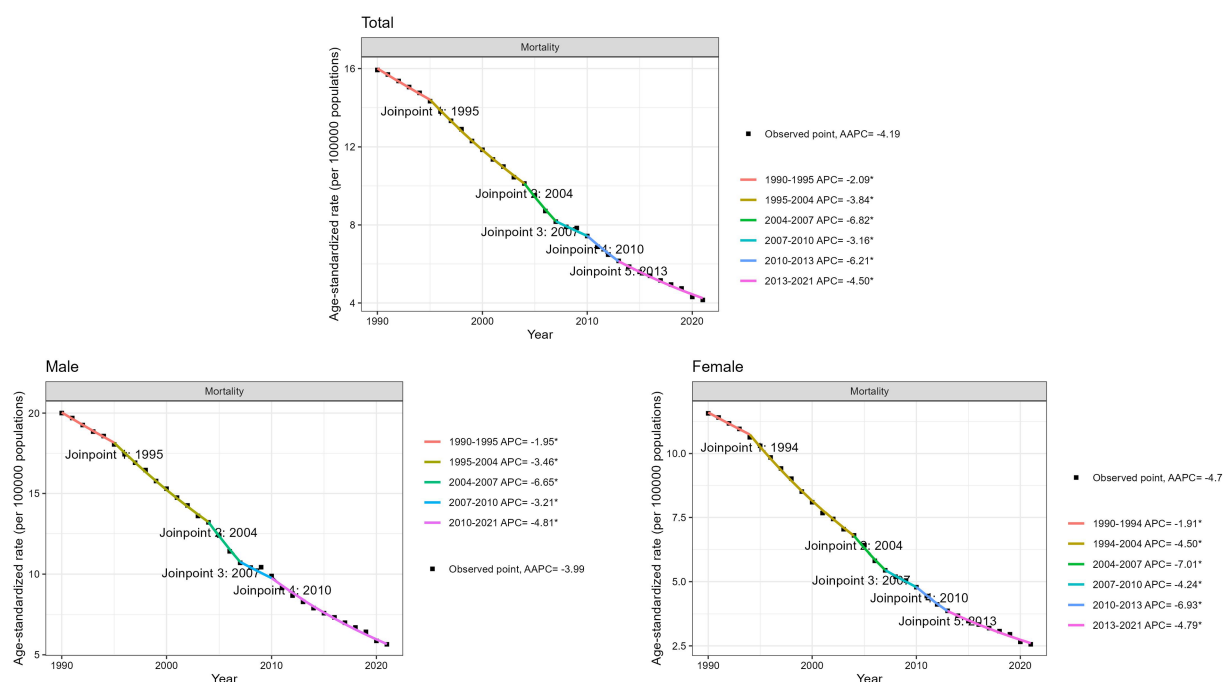 Total
Mortality
Age-standardized rate (per 100000 populations)
16
12
8
4
Joinpoint 1: 1995
Joinpoint 2: 2004
Joinpoint 3: 2007
Joinpoint 4: 2010
Joinpoint 5: 2013
1990
2000
2010
2020
Year
Observed point, AAPC= -4.19
1990-1995 APC= -2.09*
1995-2004 APC= -3.84*
2004-2007 APC= -6.82*
2007-2010 APC= -3.16*
2010-2013 APC= -6.21*
2013-2021 APC= -4.50*
Male
Mortality
Age-standardized rate (per 100000 populations)
20
15
10
5
Joinpoint 1: 1995
Joinpoint 2: 2004
Joinpoint 3: 2007
Joinpoint 4: 2010
1990
2000
2010
2020
Year
1990-1995 APC= -1.95*
1995-2004 APC= -3.46*
2004-2007 APC= -6.65*
2007-2010 APC= -3.21*
2010-2021 APC= -4.81*
Observed point, AAPC= -3.99
Female
Mortality
Age-standardized rate (per 100000 populations)
10.0
7.5
5.0
2.5
Joinpoint 1: 1994
Joinpoint 2: 2004
Joinpoint 3: 2007
Joinpoint 4: 2010
Joinpoint 5: 2013
1990
2000
2010
2020
Year
Observed point, AAPC= -4.7
1990-1994 APC= -1.91*
1994-2004 APC= -4.50*
2004-2007 APC= -7.01*
2007-2010 APC= -4.24*
2010-2013 APC= -6.93*
2013-2021 APC= -4.79*